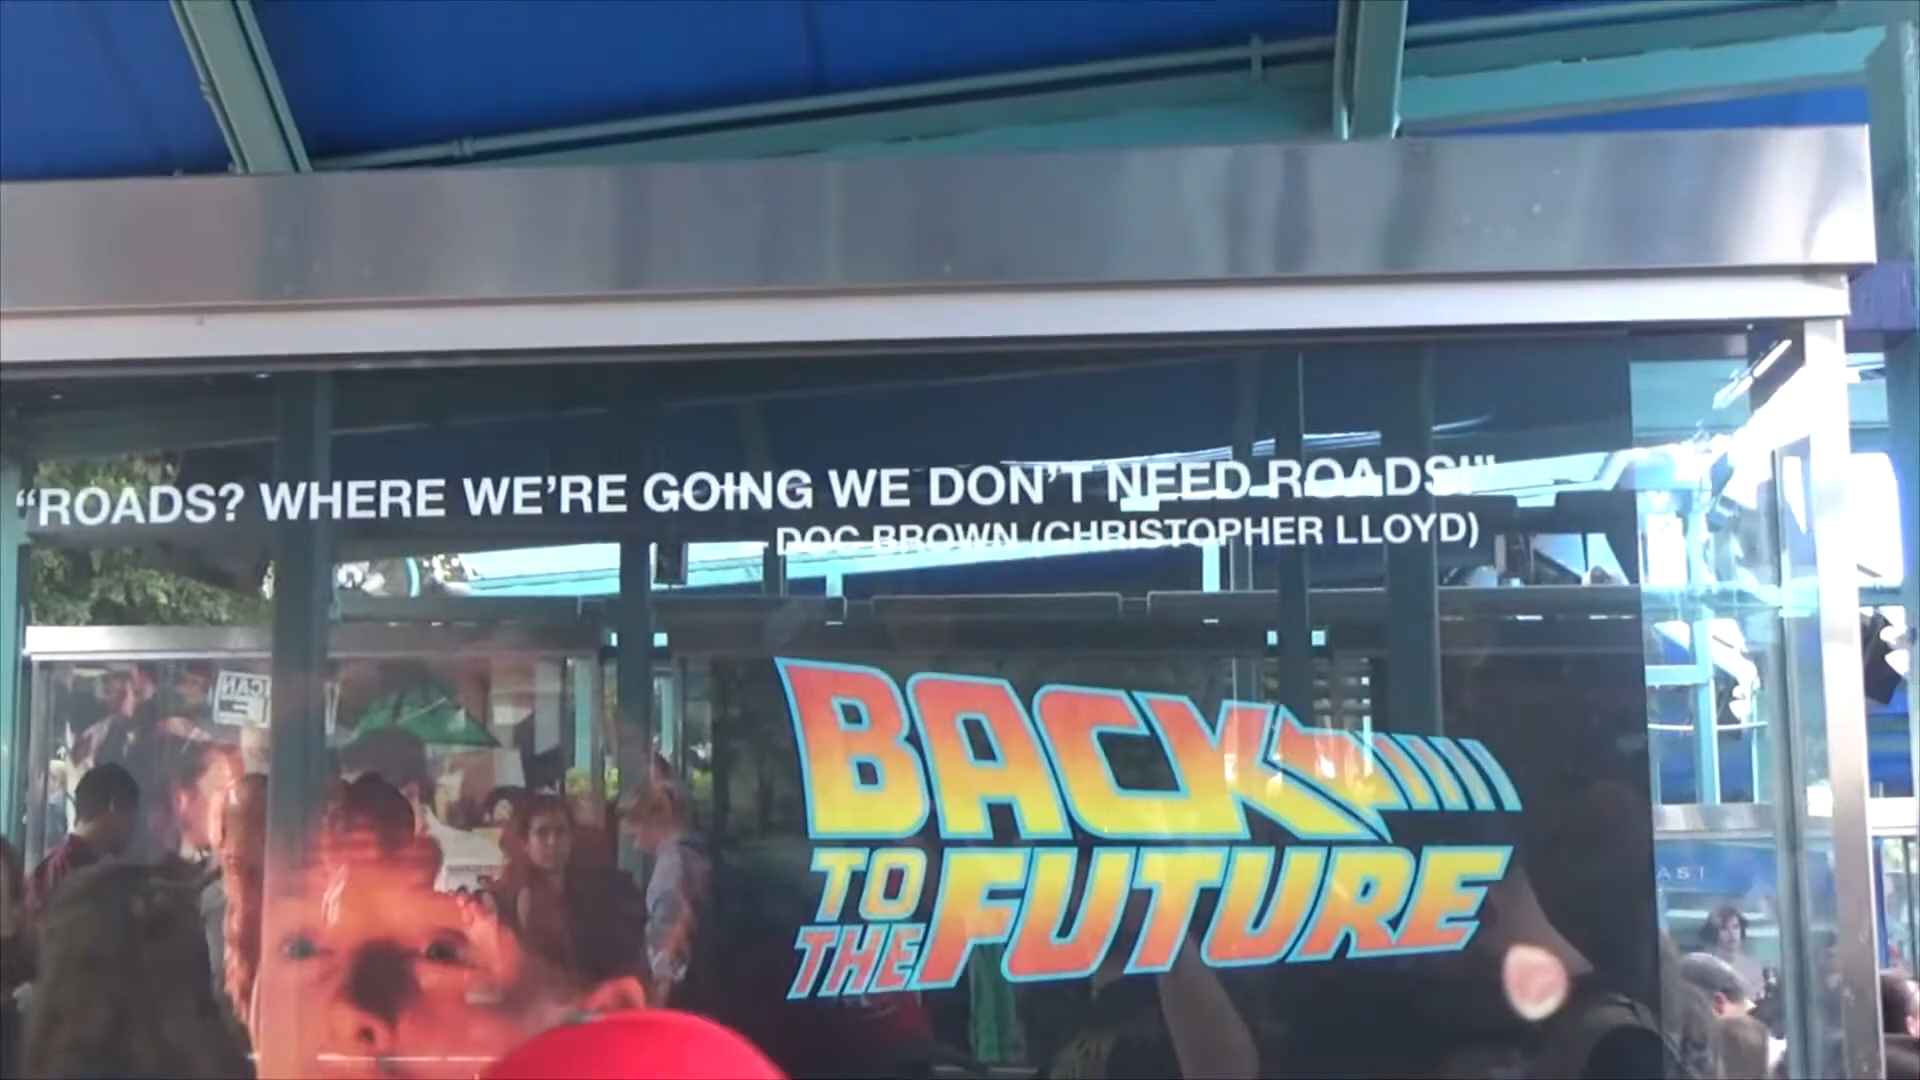 “ROADS? WHERE WE’RE GOING WE DON’T NEED ROADS!”
DOC BROWN (CHRISTOPHER LLOYD)
BACK
TO
THE FUTURE